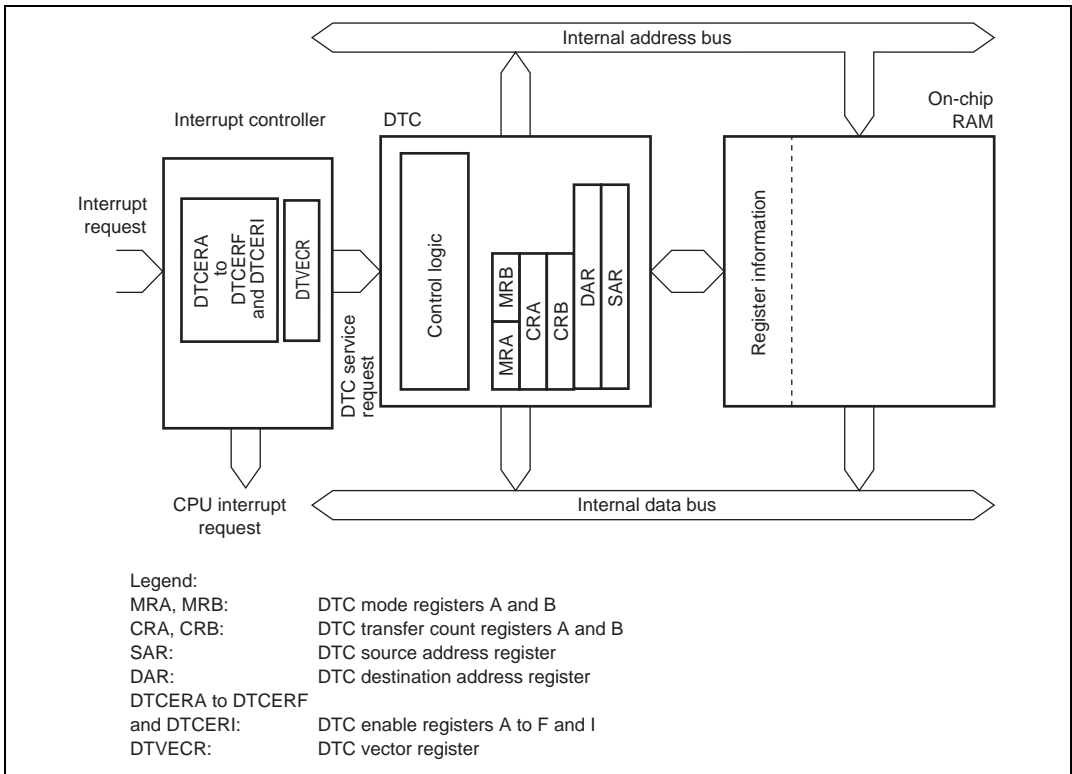 Internal address bus
On-chip
RAM
Interrupt controller
DTC
Interrupt
request
DTCERA
to
DTCERF
and DTCERI
DTVECR
DTC service
request
Control logic
MRA
MRB
CRA
CRB
DAR
SAR
Register information
CPU interrupt
request
Internal data bus
Legend:
MRA, MRB: DTC mode registers A and B
CRA, CRB: DTC transfer count registers A and B
SAR: DTC source address register
DAR: DTC destination address register
DTCERA to DTCERF
and DTCERI: DTC enable registers A to F and I
DTVECR: DTC vector register